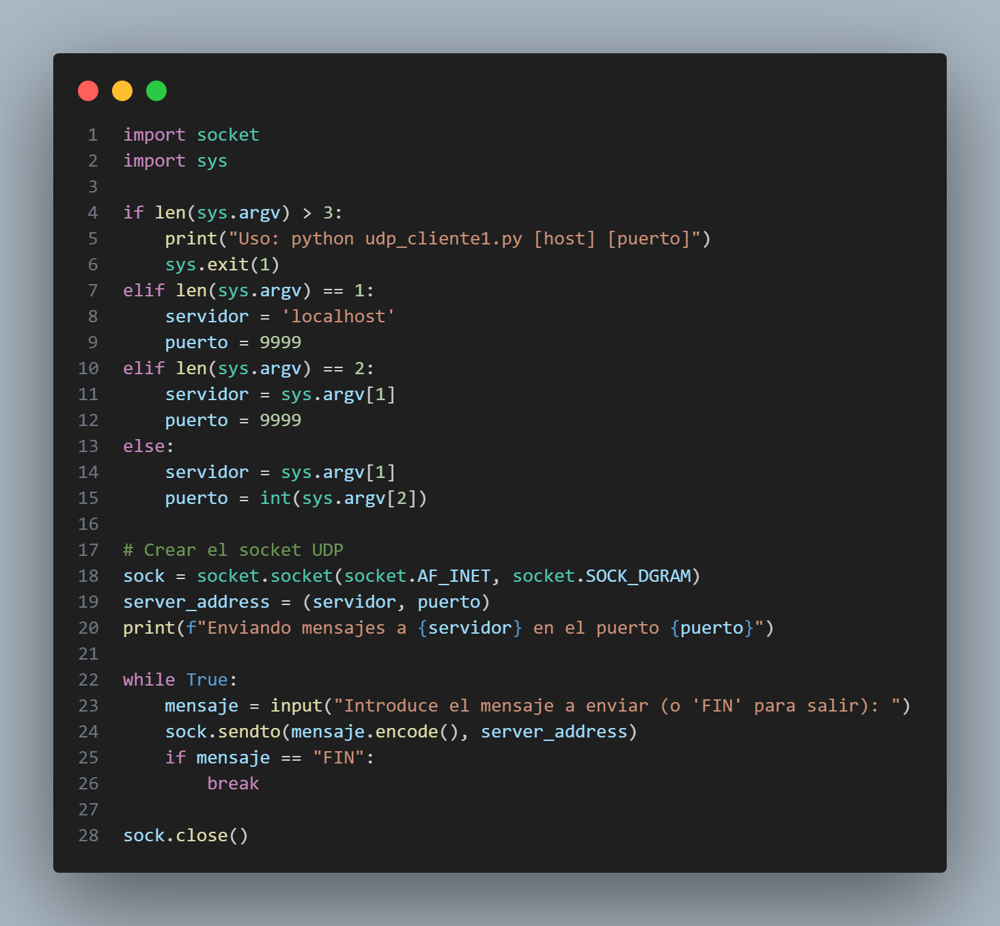 1 import socket
2 import sys
3
4 if len(sys.argv) > 3:
5     print("Uso: python udp_cliente1.py [host] [puerto]")
6     sys.exit(1)
7 elif len(sys.argv) == 1:
8     servidor = 'localhost'
9     puerto = 9999
10 elif len(sys.argv) == 2:
11     servidor = sys.argv[1]
12     puerto = 9999
13 else:
14     servidor = sys.argv[1]
15     puerto = int(sys.argv[2])
16
17 # Crear el socket UDP
18 sock = socket.socket(socket.AF_INET, socket.SOCK_DGRAM)
19 server_address = (servidor, puerto)
20 print(f"Enviando mensajes a {servidor} en el puerto {puerto}")
21
22 while True:
23     mensaje = input("Introduce el mensaje a enviar (o 'FIN' para salir): ")
24     sock.sendto(mensaje.encode(), server_address)
25     if mensaje == "FIN":
26         break
27
28 sock.close()